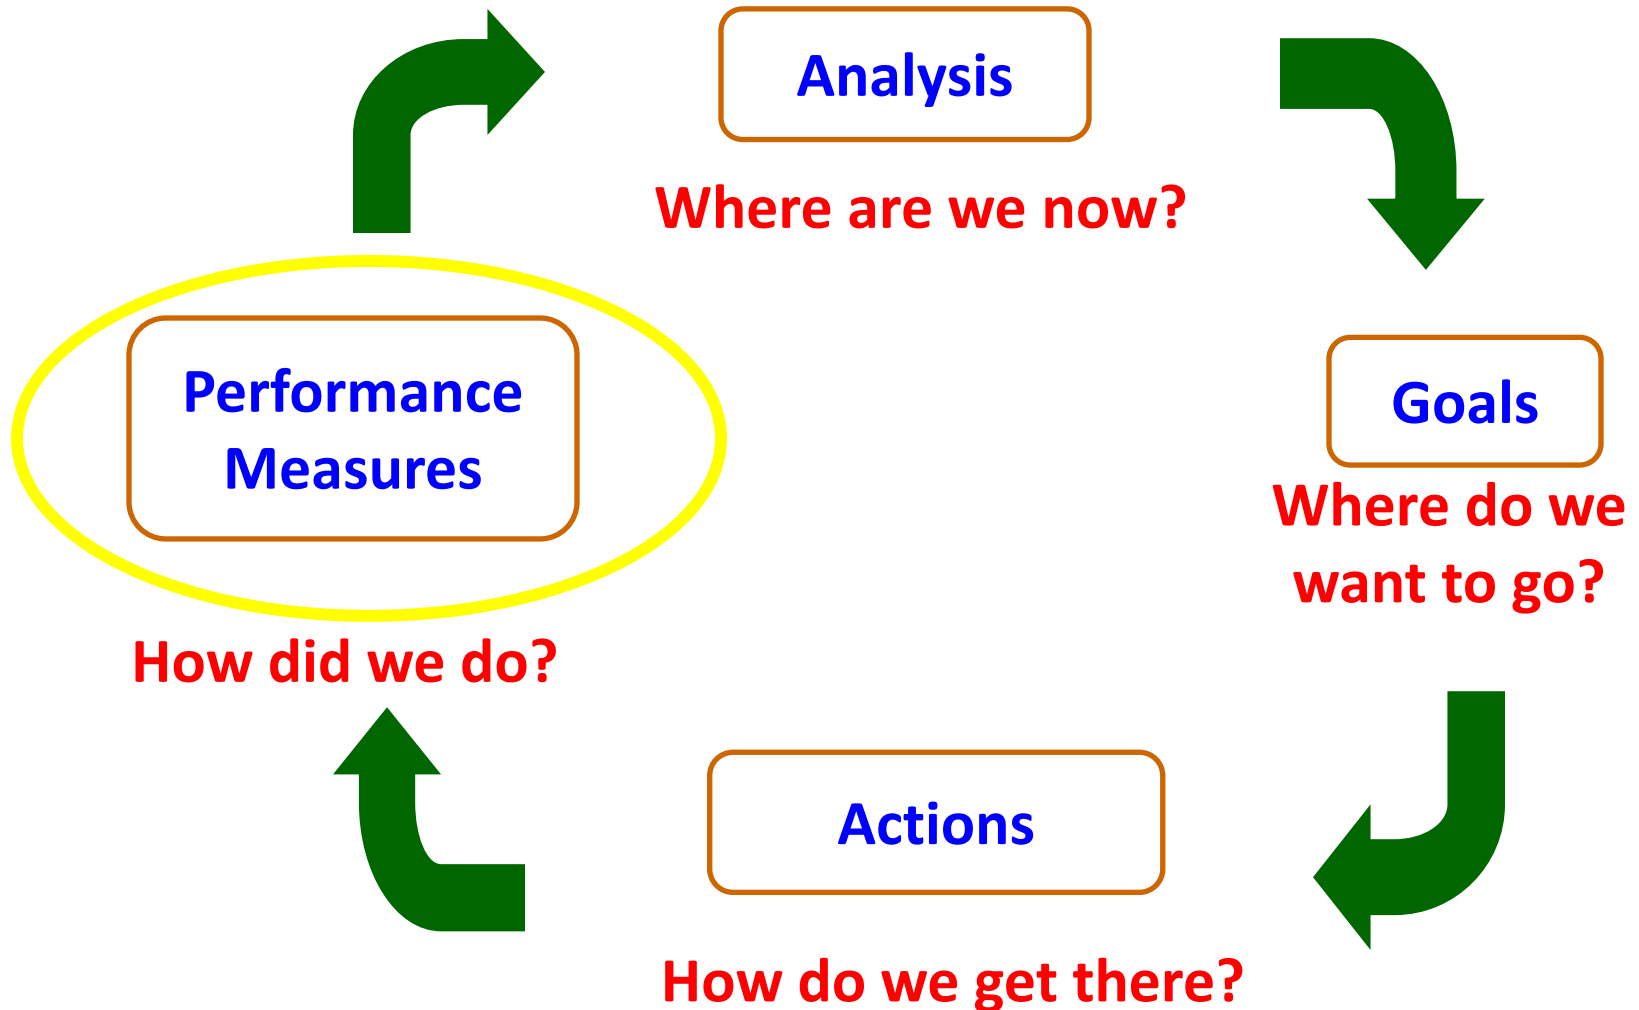 Analysis
Where are we now?
Performance
Measures
How did we do?
Goals
Where do we
want to go?
Actions
How do we get there?